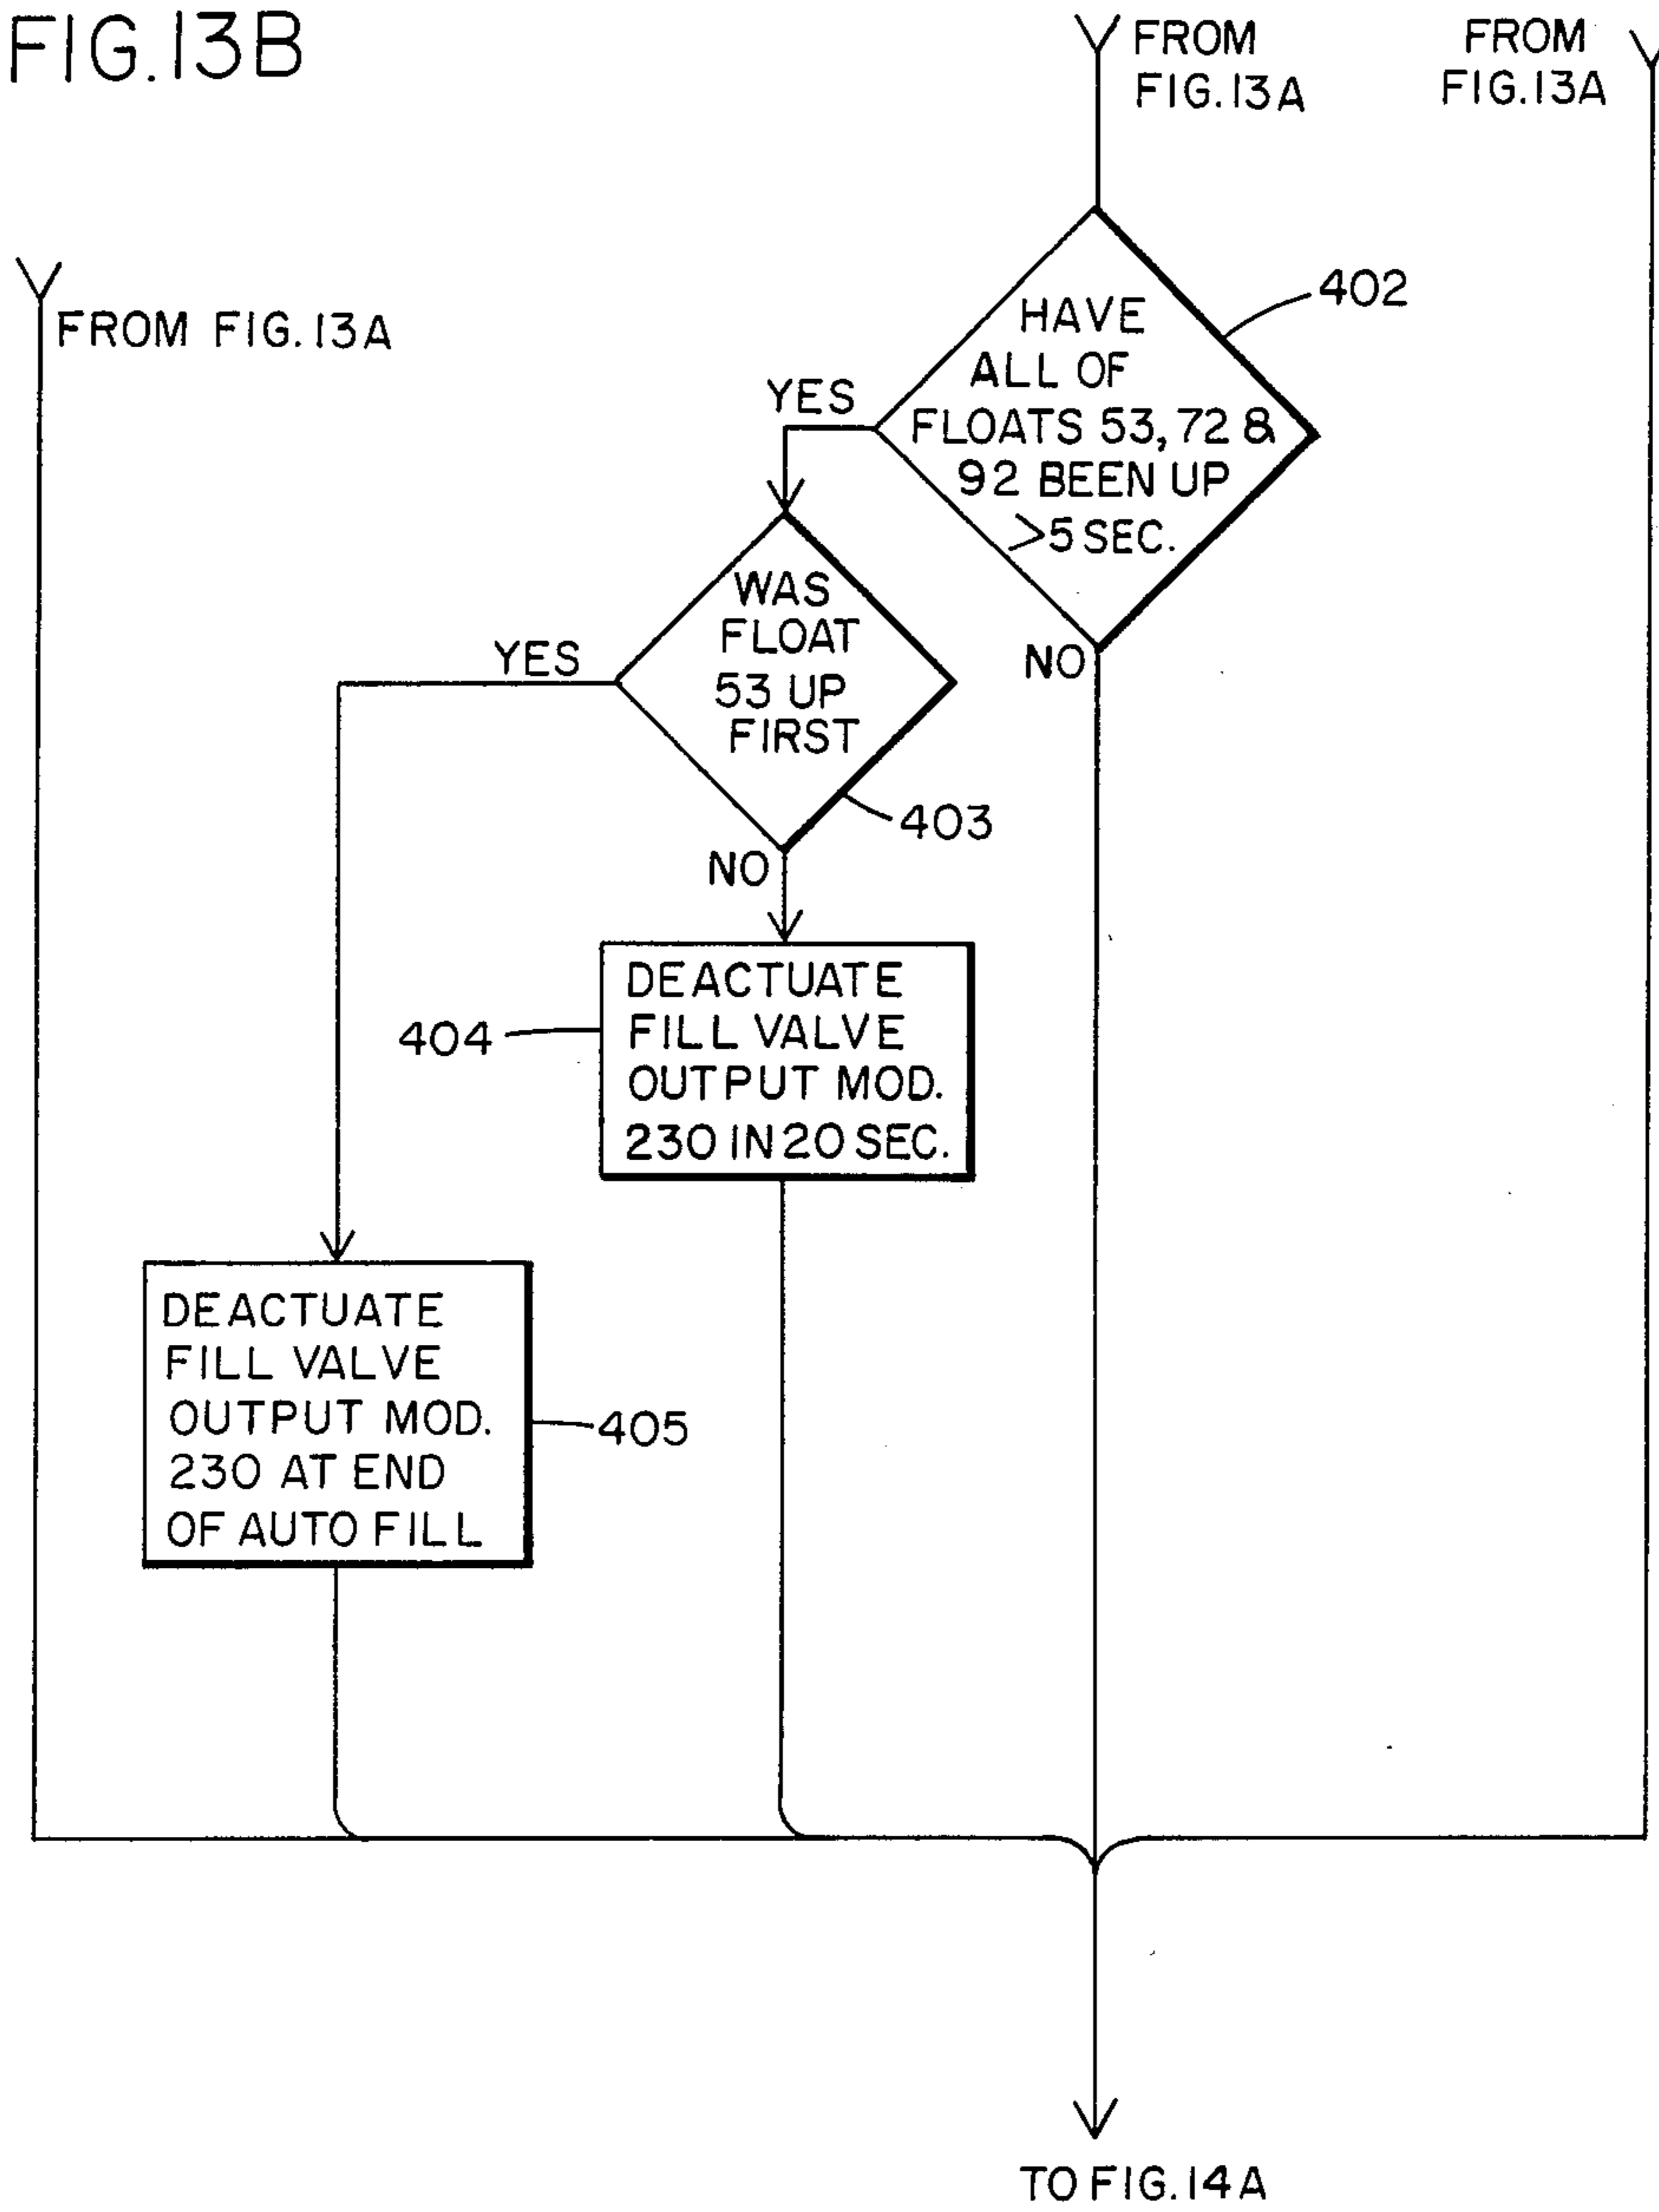 FIG.13B
FROM
FIG.13A
FROM
FIG.13A
FROM FIG.13A
402
HAVE
ALL OF
FLOATS 53,72 &
92 BEEN UP
>5 SEC.
YES
NO
WAS
FLOAT
53 UP
FIRST
YES
403
NO
DEACTUATE
FILL VALVE
OUTPUT MOD.
230 IN 20 SEC.
404
DEACTUATE
FILL VALVE
OUTPUT MOD.
230 AT END
OF AUTO FILL
405
TO FIG.14A